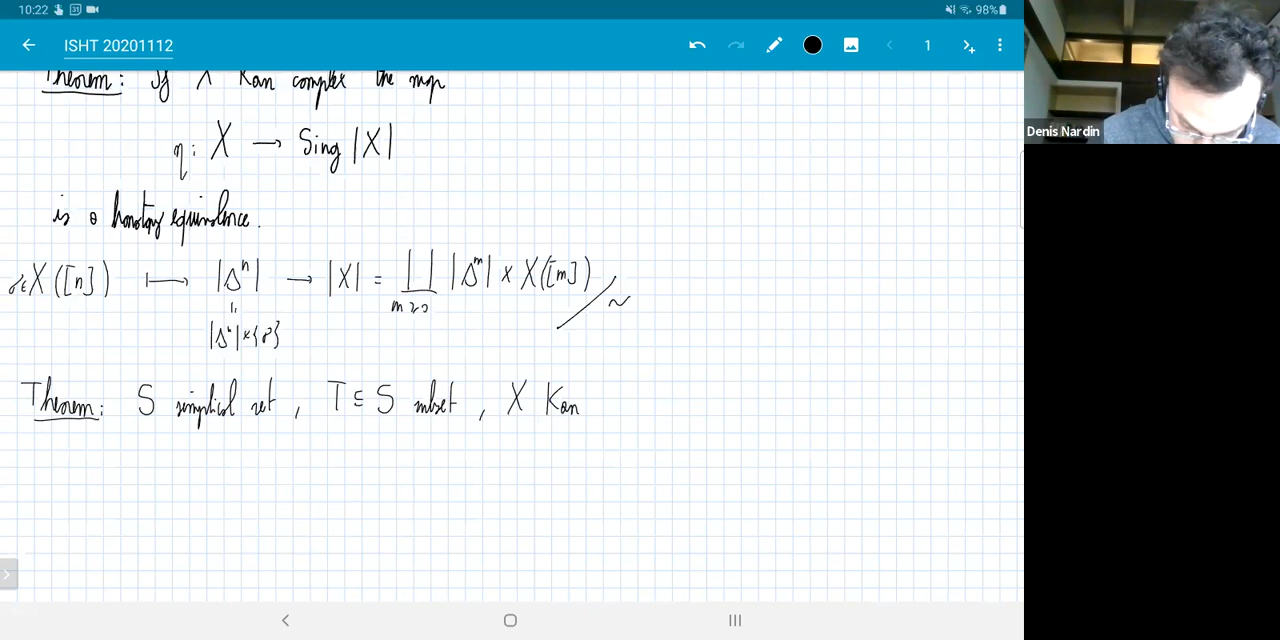 10:22 31 98%
ISHT 20201112 1
Denis Nardin
Theorem: If X Kan complex the map
η: X → Sing |X|
is a homotopy equivalence.
σ∈X([n]) ⟼ |Δⁿ| → |X| = ∐ |Δᵐ| × X([m]) / ~
m≥0
|Δⁿ|×{σ}
Theorem: S simplicial set, T ⊆ S subset, X Kan